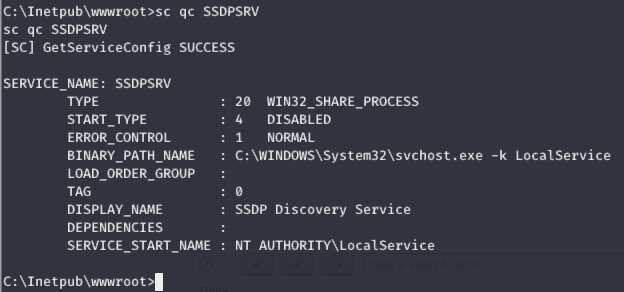 C:\Inetpub\wwwroot>sc qc SSDPSRV
sc qc SSDPSRV
[SC] GetServiceConfig SUCCESS
SERVICE_NAME: SSDPSRV
TYPE : 20 WIN32_SHARE_PROCESS
START_TYPE : 4 DISABLED
ERROR_CONTROL : 1 NORMAL
BINARY_PATH_NAME : C:\WINDOWS\System32\svchost.exe -k LocalService
LOAD_ORDER_GROUP :
TAG : 0
DISPLAY_NAME : SSDP Discovery Service
DEPENDENCIES :
SERVICE_START_NAME : NT AUTHORITY\LocalService
C:\Inetpub\wwwroot>